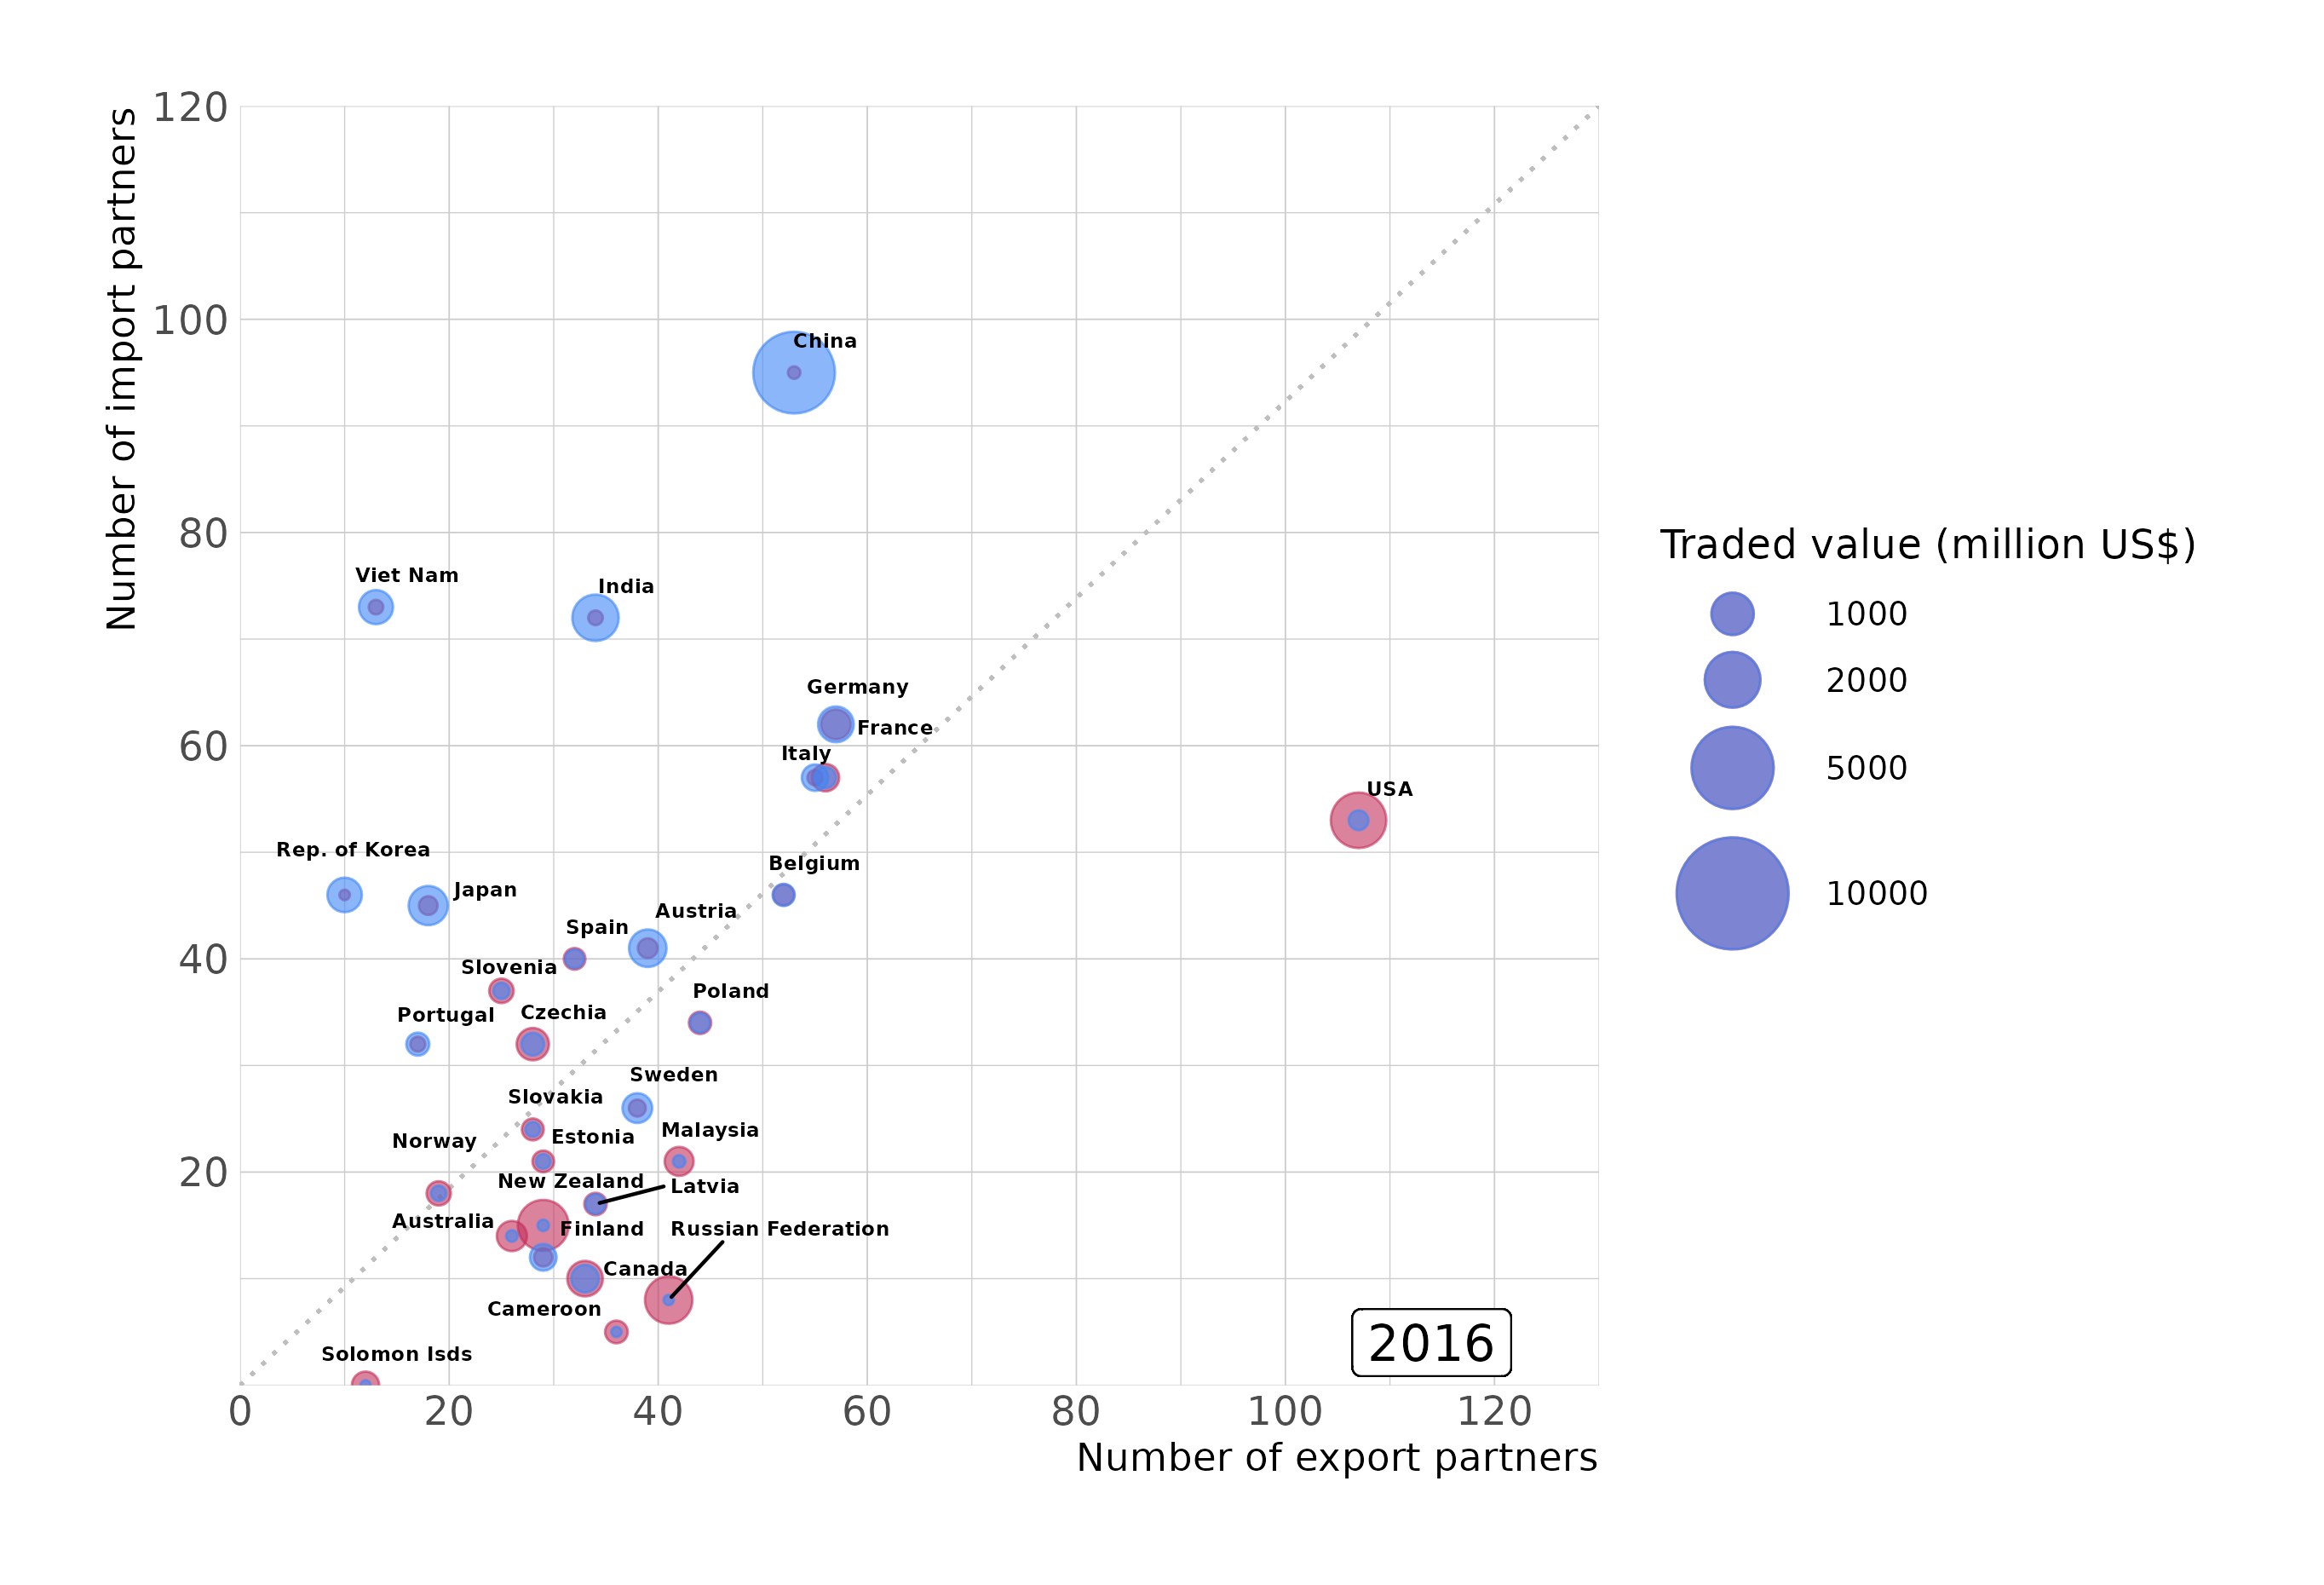 Number of import partners
120
100
80
60
40
20
China
Viet Nam
India
Germany
France
Italy
USA
Rep. of Korea
Belgium
Japan
Austria
Spain
Slovenia
Poland
Portugal
Czechia
Sweden
Slovakia
Malaysia
Estonia
Norway
New Zealand
Latvia
Australia
Finland
Russian Federation
Canada
Cameroon
Solomon Isds
2016
0
20
40
60
80
100
120
Number of export partners
Traded value (million US$)
1000
2000
5000
10000